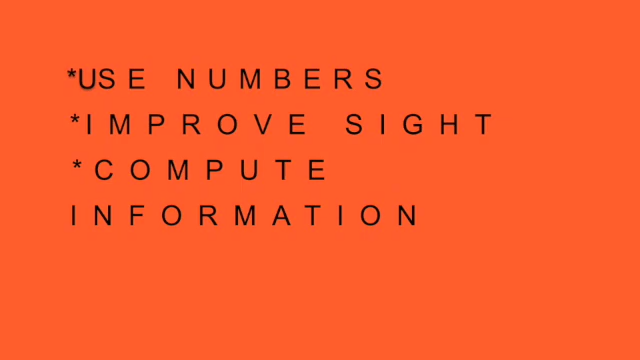 *USE NUMBERS
*IMPROVE SIGHT
*COMPUTE
INFORMATION